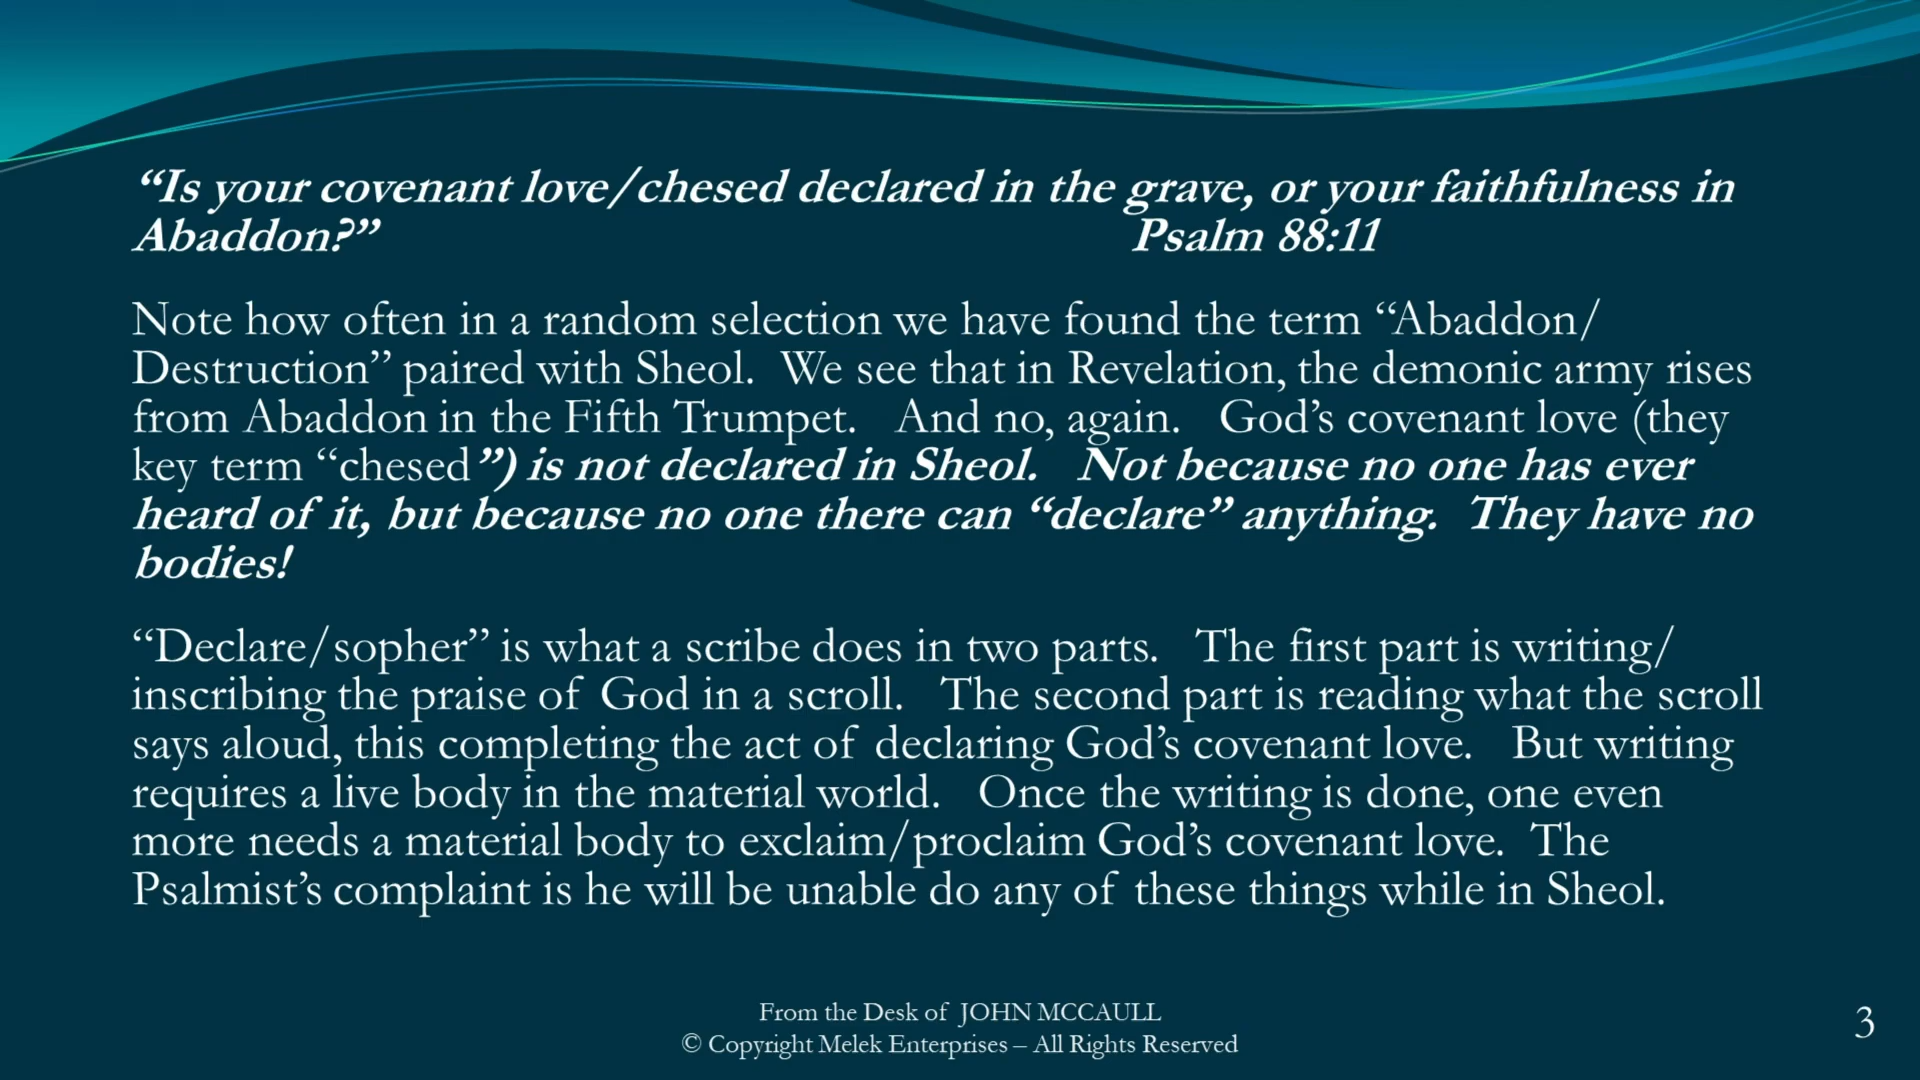 “Is your covenant love/chesed declared in the grave, or your faithfulness in
Abaddon?” Psalm 88:11
Note how often in a random selection we have found the term “Abaddon/
Destruction” paired with Sheol. We see that in Revelation, the demonic army rises
from Abaddon in the Fifth Trumpet. And no, again. God’s covenant love (they
key term “chesed”) is not declared in Sheol. Not because no one has ever
heard of it, but because no one there can “declare” anything. They have no
bodies!
“Declare/sopher” is what a scribe does in two parts. The first part is writing/
inscribing the praise of God in a scroll. The second part is reading what the scroll
says aloud, this completing the act of declaring God’s covenant love. But writing
requires a live body in the material world. Once the writing is done, one even
more needs a material body to exclaim/proclaim God’s covenant love. The
Psalmist’s complaint is he will be unable do any of these things while in Sheol.
From the Desk of JOHN MCCAULL
© Copyright Melek Enterprises – All Rights Reserved
3